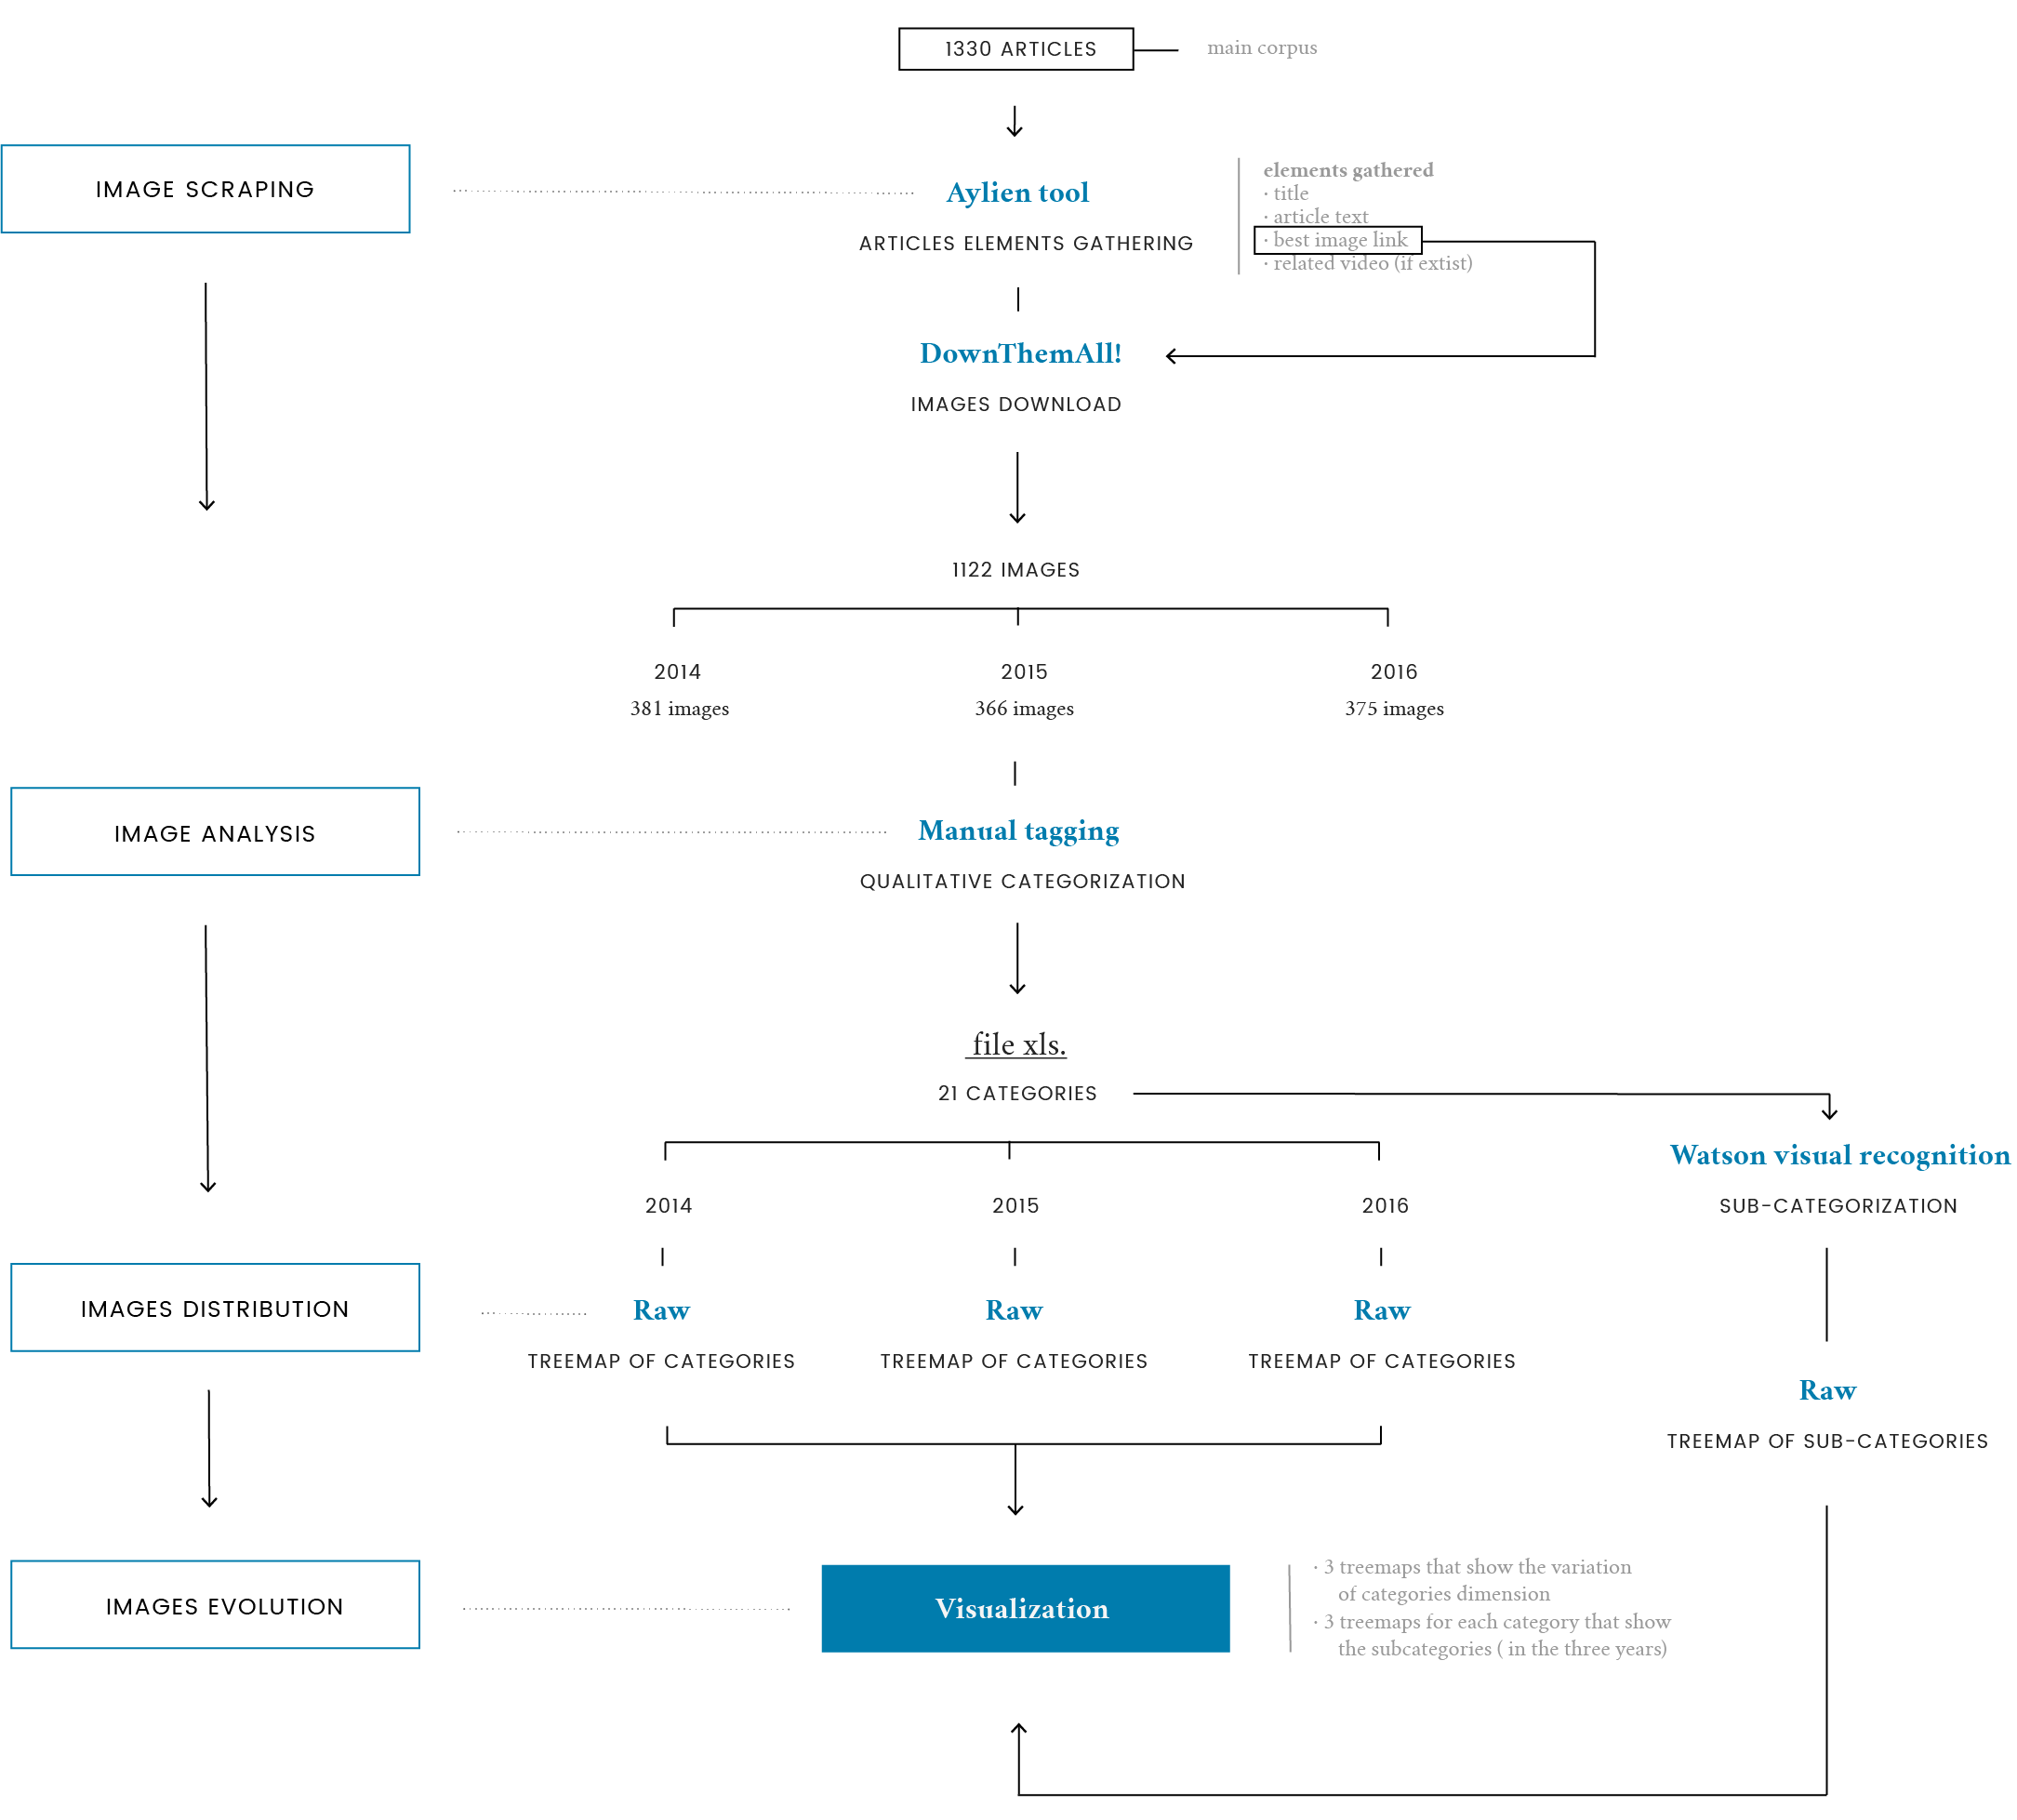 1330 ARTICLES
main corpus
IMAGE SCRAPING
Aylien tool
ARTICLES ELEMENTS GATHERING
elements gathered
· title
· article text
· best image link
· related video (if extist)
DownThemAll!
IMAGES DOWNLOAD
1122 IMAGES
2014
381 images
2015
366 images
2016
375 images
IMAGE ANALYSIS
Manual tagging
QUALITATIVE CATEGORIZATION
file xls.
21 CATEGORIES
Watson visual recognition
SUB-CATEGORIZATION
2014
2015
2016
IMAGES DISTRIBUTION
Raw
TREEMAP OF CATEGORIES
Raw
TREEMAP OF CATEGORIES
Raw
TREEMAP OF CATEGORIES
Raw
TREEMAP OF SUB-CATEGORIES
IMAGES EVOLUTION
Visualization
· 3 treemaps that show the variation
of categories dimension
· 3 treemaps for each category that show
the subcategories ( in the three years)